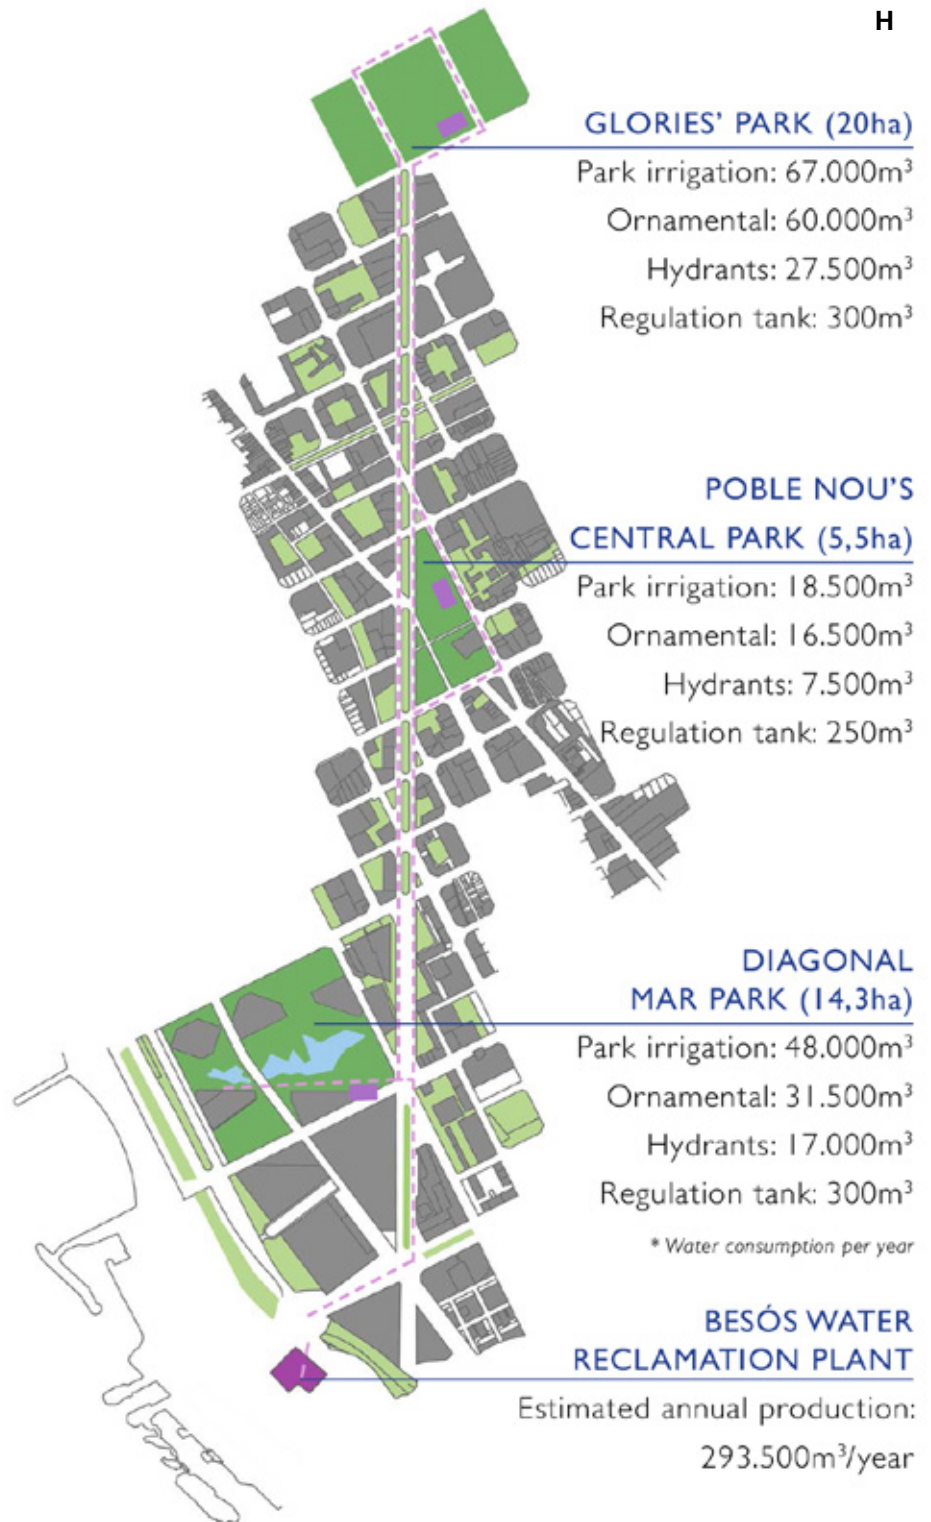 H
GLORIES' PARK (20ha)
Park irrigation: 67.000m³
Ornamental: 60.000m³
Hydrants: 27.500m³
Regulation tank: 300m³
POBLE NOU'S
CENTRAL PARK (5,5ha)
Park irrigation: 18.500m³
Ornamental: 16.500m³
Hydrants: 7.500m³
Regulation tank: 250m³
DIAGONAL
MAR PARK (14,3ha)
Park irrigation: 48.000m³
Ornamental: 31.500m³
Hydrants: 17.000m³
Regulation tank: 300m³
* Water consumption per year
BESÓS WATER
RECLAMATION PLANT
Estimated annual production:
293.500m³/year